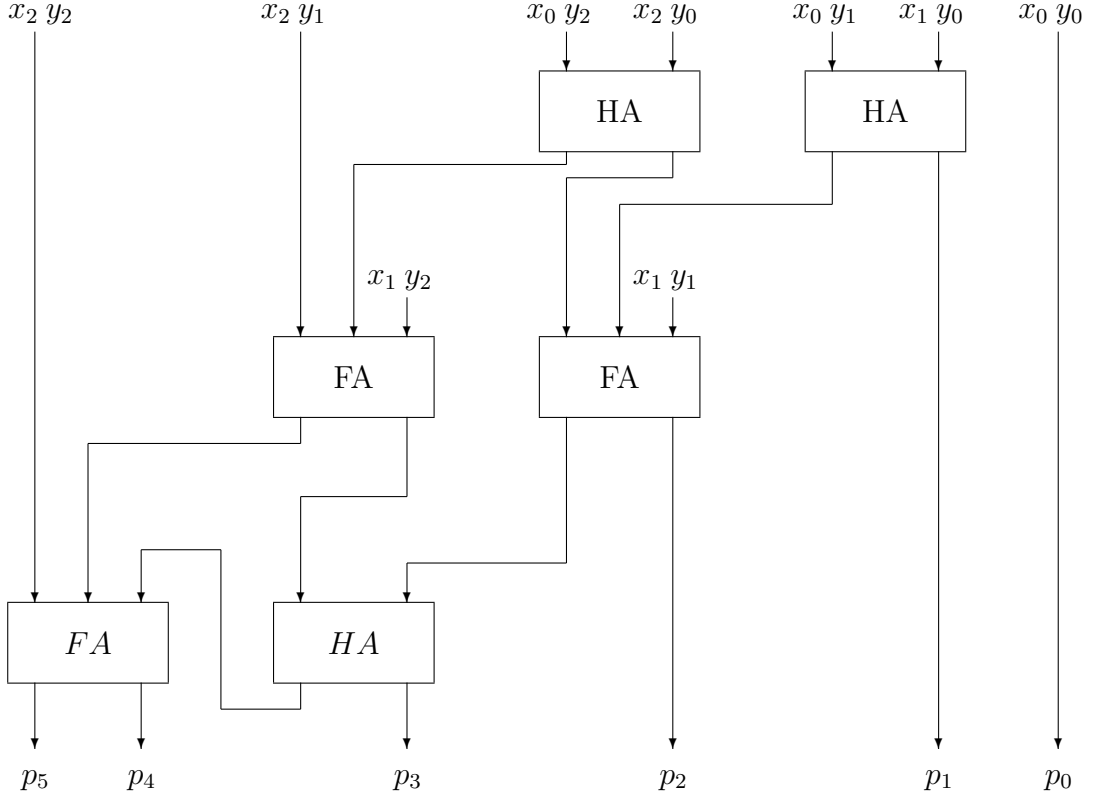 x₂ y₂ x₂ y₁ x₀ y₂ x₂ y₀ x₀ y₁ x₁ y₀ x₀ y₀
HA HA
x₁ y₂ x₁ y₁
FA FA
FA HA
p₅ p₄ p₃ p₂ p₁ p₀